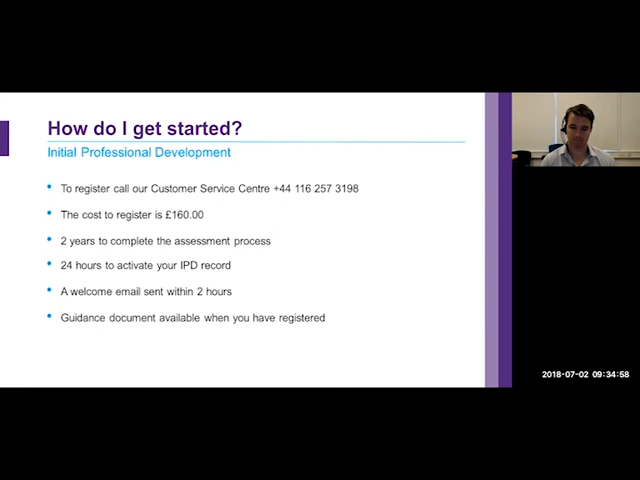 How do I get started?
Initial Professional Development
• To register call our Customer Service Centre +44 116 257 3198
• The cost to register is £160.00
• 2 years to complete the assessment process
• 24 hours to activate your IPD record
• A welcome email sent within 2 hours
• Guidance document available when you have registered
2018-07-02 09:34:58